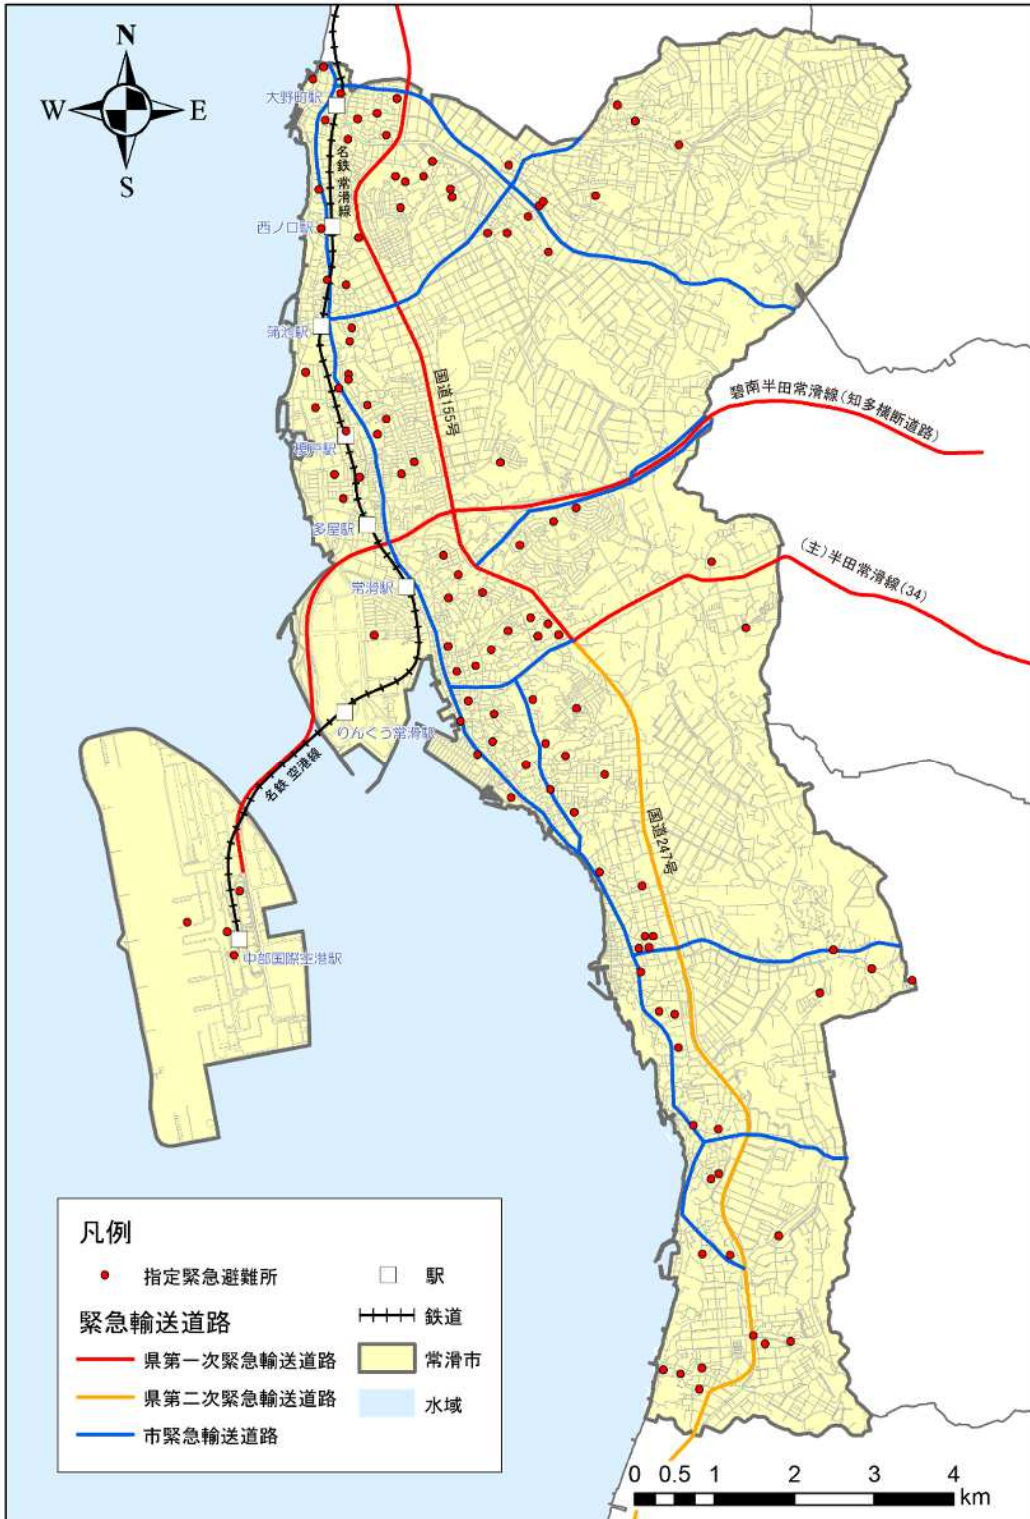 N
W
E
S
大野町駅
名鉄 常滑線
西ノ口駅
蒲池駅
国道155号
碧南半田常滑線(知多横断道路)
榎戸駅
多屋駅
(主)半田常滑線(34)
常滑駅
りんくう常滑駅
名鉄 空港線
国道247号
中部国際空港駅
凡例
指定緊急避難所
駅
緊急輸送道路
鉄道
県第一次緊急輸送道路
常滑市
県第二次緊急輸送道路
水域
市緊急輸送道路
0 0.5 1 2 3 4
km